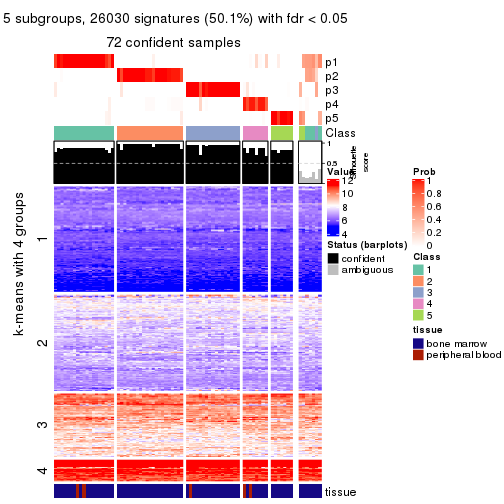 5 subgroups, 26030 signatures (50.1%) with fdr < 0.05
72 confident samples
p1
p2
p3
p4
p5
Class
1
0.5
0
silhouette
score
k-means with 4 groups
1
2
3
4
tissue
Value
12
10
8
6
4
Status (barplots)
confident
ambiguous
Prob
1
0.8
0.6
0.4
0.2
0
Class
1
2
3
4
5
tissue
bone marrow
peripheral blood